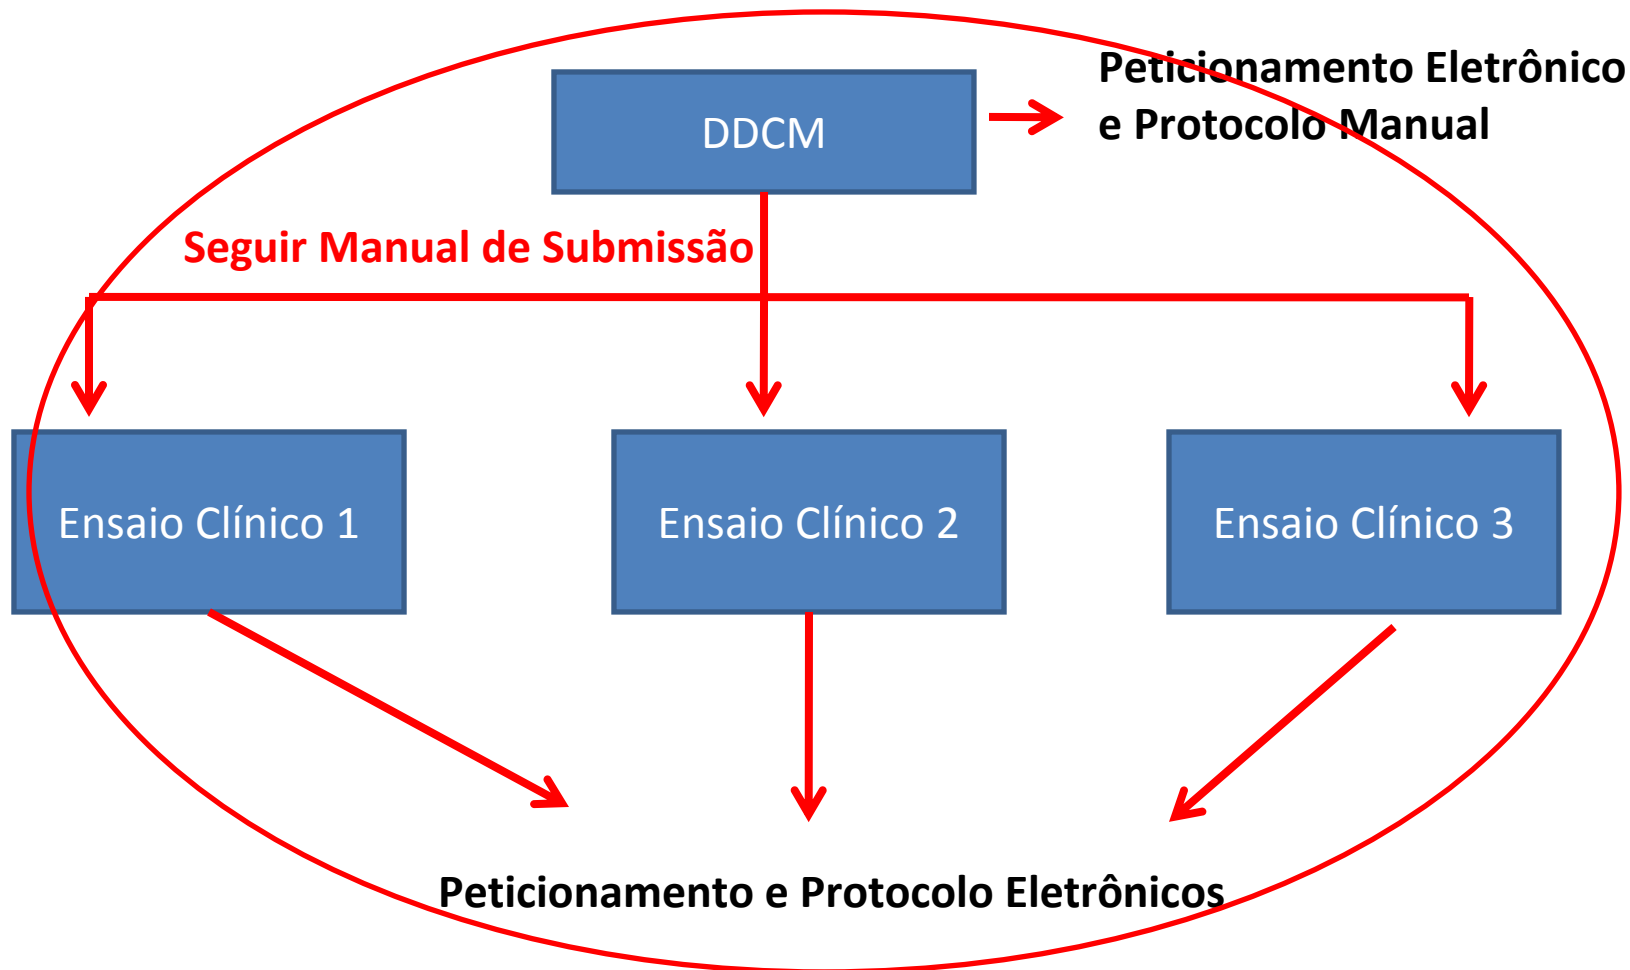 Peticionamento Eletrônico
e Protocolo Manual
DDCM
Seguir Manual de Submissão
Ensaio Clínico 1
Ensaio Clínico 2
Ensaio Clínico 3
Peticionamento e Protocolo Eletrônicos